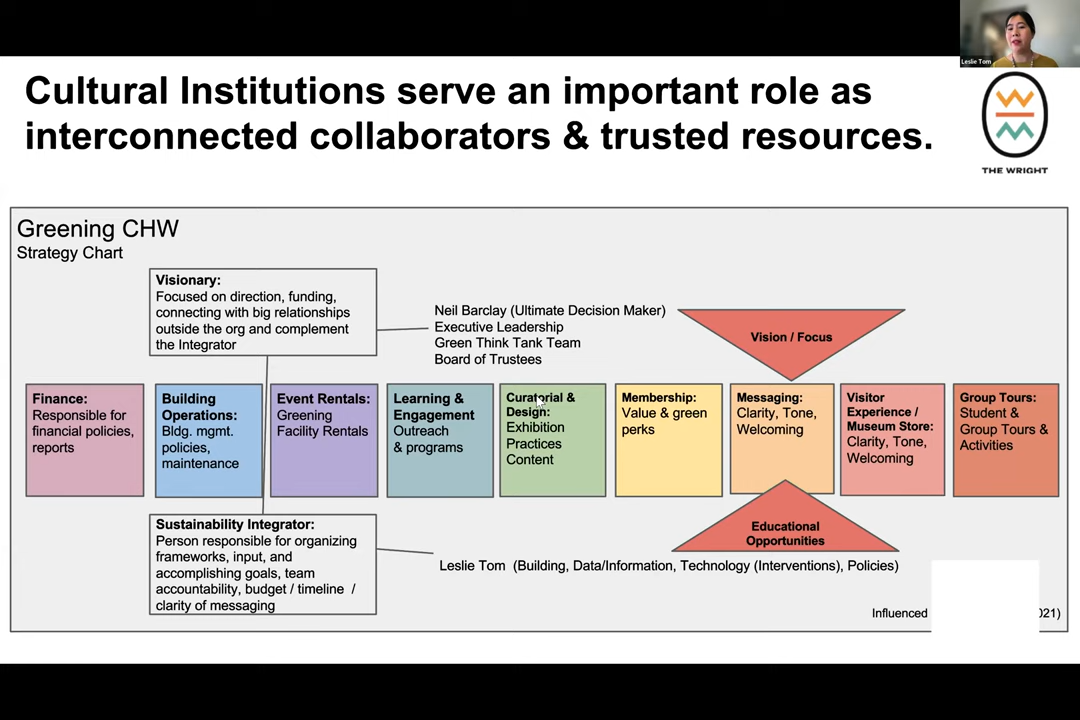 Leslie Tom
Cultural Institutions serve an important role as
interconnected collaborators & trusted resources.
THE WRIGHT
Greening CHW
Strategy Chart
Visionary:
Focused on direction, funding,
connecting with big relationships
outside the org and complement
the Integrator
Neil Barclay (Ultimate Decision Maker)
Executive Leadership
Green Think Tank Team
Board of Trustees
Vision / Focus
Finance:
Responsible for
financial policies,
reports
Building
Operations:
Bldg. mgmt.
policies,
maintenance
Event Rentals:
Greening
Facility Rentals
Learning &
Engagement
Outreach
& programs
Curatorial &
Design:
Exhibition
Practices
Content
Membership:
Value & green
perks
Messaging:
Clarity, Tone,
Welcoming
Visitor
Experience /
Museum Store:
Clarity, Tone,
Welcoming
Group Tours:
Student &
Group Tours &
Activities
Sustainability Integrator:
Person responsible for organizing
frameworks, input, and
accomplishing goals, team
accountability, budget / timeline /
clarity of messaging
Educational
Opportunities
Leslie Tom (Building, Data/Information, Technology (Interventions), Policies)
Influenced 021)